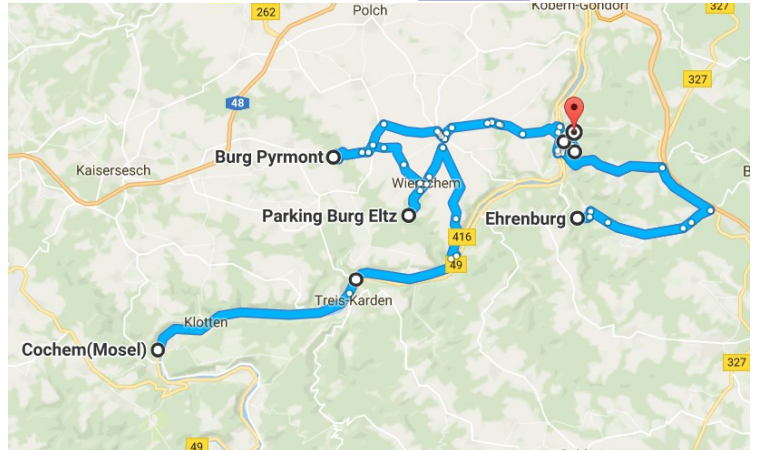 262
Polch
Kobern-Gondorf
327
327
48
Burg Pyrmont
Kaisersesch
Wierschem
Parking Burg Eltz
Ehrenburg
416
49
Treis-Karden
Klotten
Cochem(Mosel)
327
49